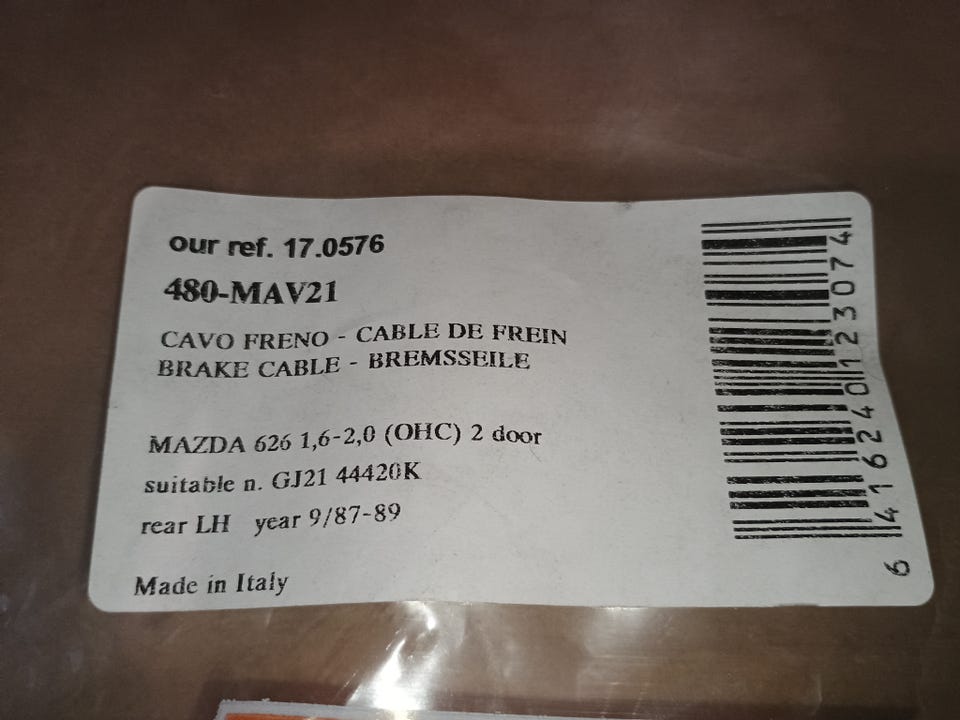 our ref. 17.0576
480-MAV21
CAVO FRENO - CABLE DE FREIN
BRAKE CABLE - BREMSSEILE
MAZDA 626 1,6-2,0 (OHC) 2 door
suitable n. GJ21 44420K
rear LH year 9/87-89
Made in Italy
6 416240 123074